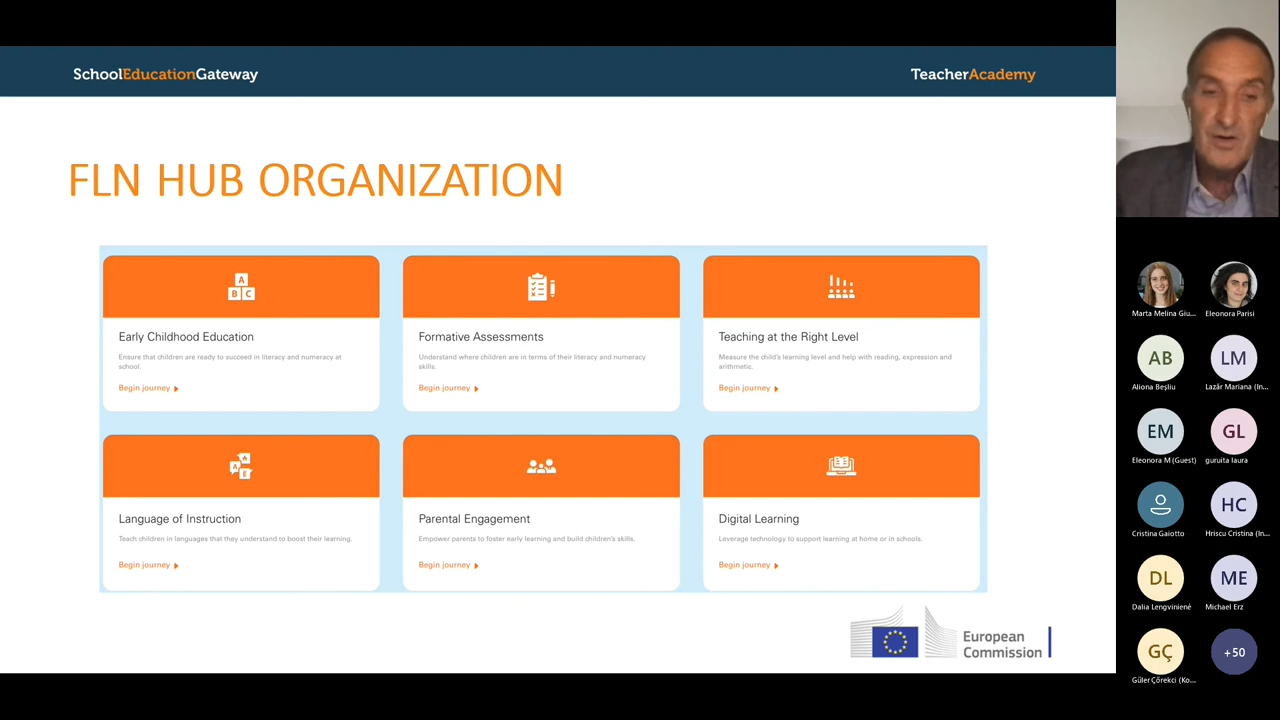 SchoolEducationGateway
TeacherAcademy
FLN HUB ORGANIZATION
A
B C
Early Childhood Education
Ensure that children are ready to succeed in literacy and numeracy at
school.
Begin journey
Formative Assessments
Understand where children are in terms of their literacy and numeracy
skills.
Begin journey
Teaching at the Right Level
Measure the child's learning level and help with reading, expression and
arithmetic.
Begin journey
Language of Instruction
Teach children in languages that they understand to boost their learning.
Begin journey
Parental Engagement
Empower parents to foster early learning and build children's skills.
Begin journey
Digital Learning
Leverage technology to support learning at home or in schools.
Begin journey
European
Commission
Marta Melina Giu...
Eleonora Parisi
AB
Aliona Beşliu
LM
Lazăr Mariana (In...
EM
Eleonora M (Guest)
GL
guruita laura
Cristina Gaiotto
HC
Hriscu Cristina (In...
DL
Dalia Lengvinienė
ME
Michael Erz
GÇ
Güler Çörekci (Ko...
+50